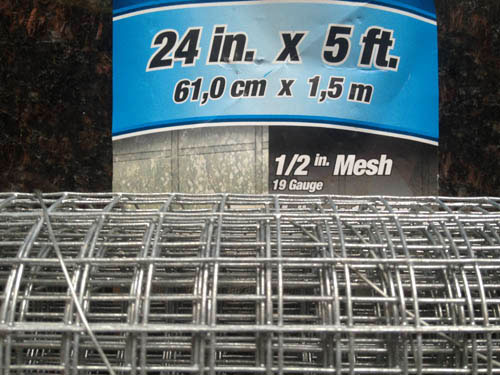 24 in. x 5 ft.
61,0 cm x 1,5 m
1/2 in. Mesh
19 Gauge